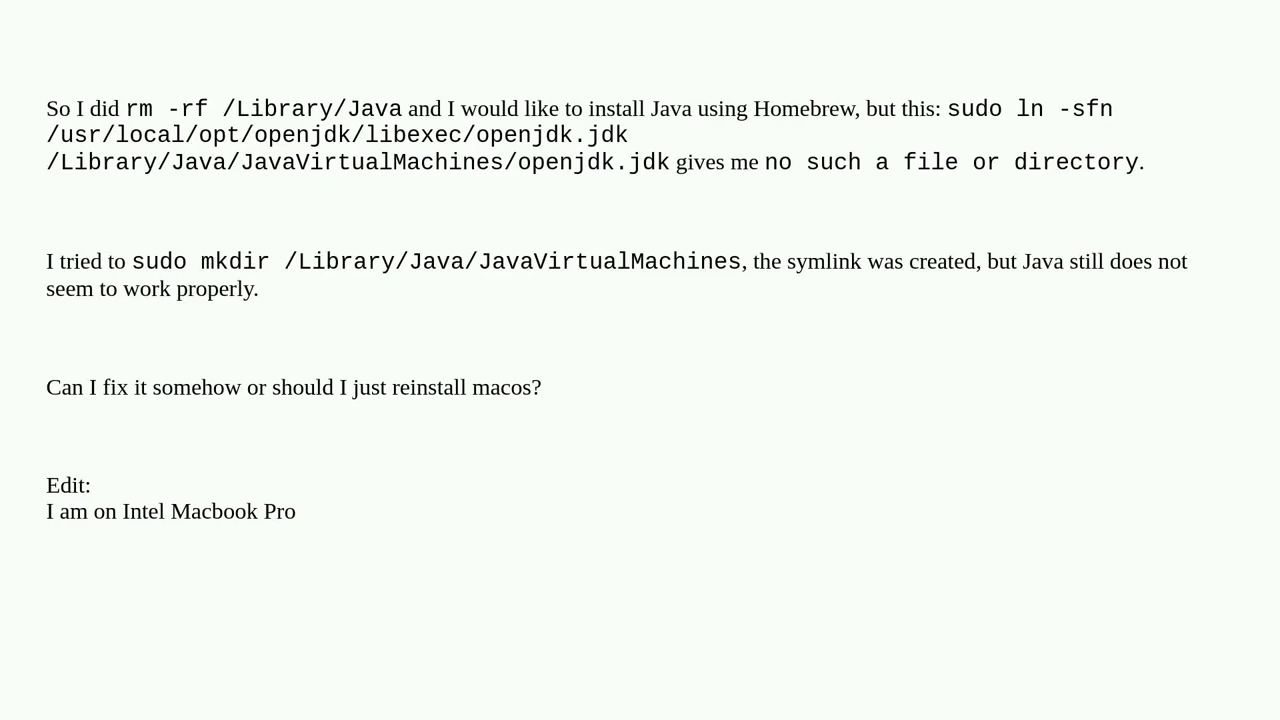 So I did rm -rf /Library/Java and I would like to install Java using Homebrew, but this: sudo ln -sfn
/usr/local/opt/openjdk/libexec/openjdk.jdk
/Library/Java/JavaVirtualMachines/openjdk.jdk gives me no such a file or directory.
I tried to sudo mkdir /Library/Java/JavaVirtualMachines, the symlink was created, but Java still does not
seem to work properly.
Can I fix it somehow or should I just reinstall macos?
Edit:
I am on Intel Macbook Pro